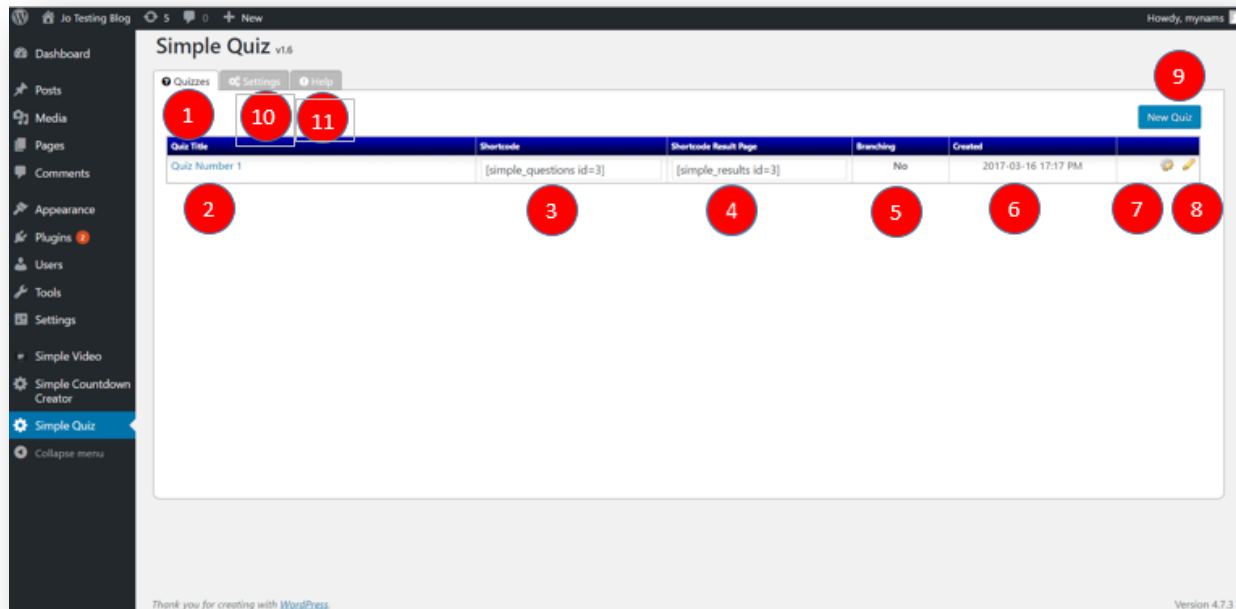 Jo Testing Blog 5 0 + New Howdy, mynams
Dashboard
Posts
Media
Pages
Comments
Appearance
Plugins 2
Users
Tools
Settings
Simple Video
Simple Countdown
Creator
Simple Quiz
Collapse menu
Simple Quiz v1.6
Quizzes Settings Help
9
1 10 11
New Quiz
Quiz Title Shortcode Shortcode Result Page Branching Created
Quiz Number 1 [simple_questions id=3] [simple_results id=3] No 2017-03-16 17:17 PM
2 3 4 5 6 7 8
Thank you for creating with WordPress. Version 4.7.3